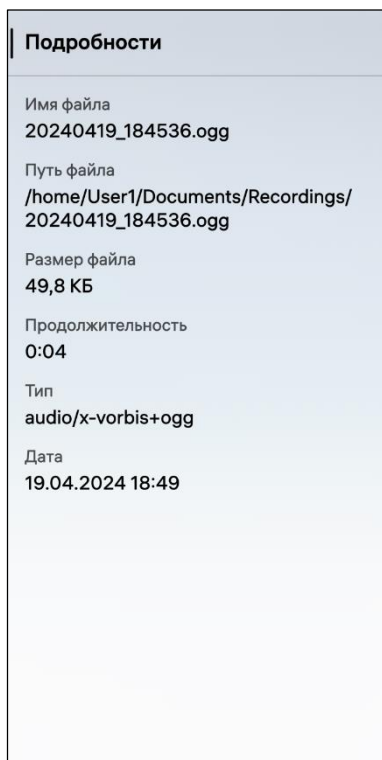 Подробности
Имя файла
20240419_184536.ogg
Путь файла
/home/User1/Documents/Recordings/
20240419_184536.ogg
Размер файла
49,8 КБ
Продолжительность
0:04
Тип
audio/x-vorbis+ogg
Дата
19.04.2024 18:49